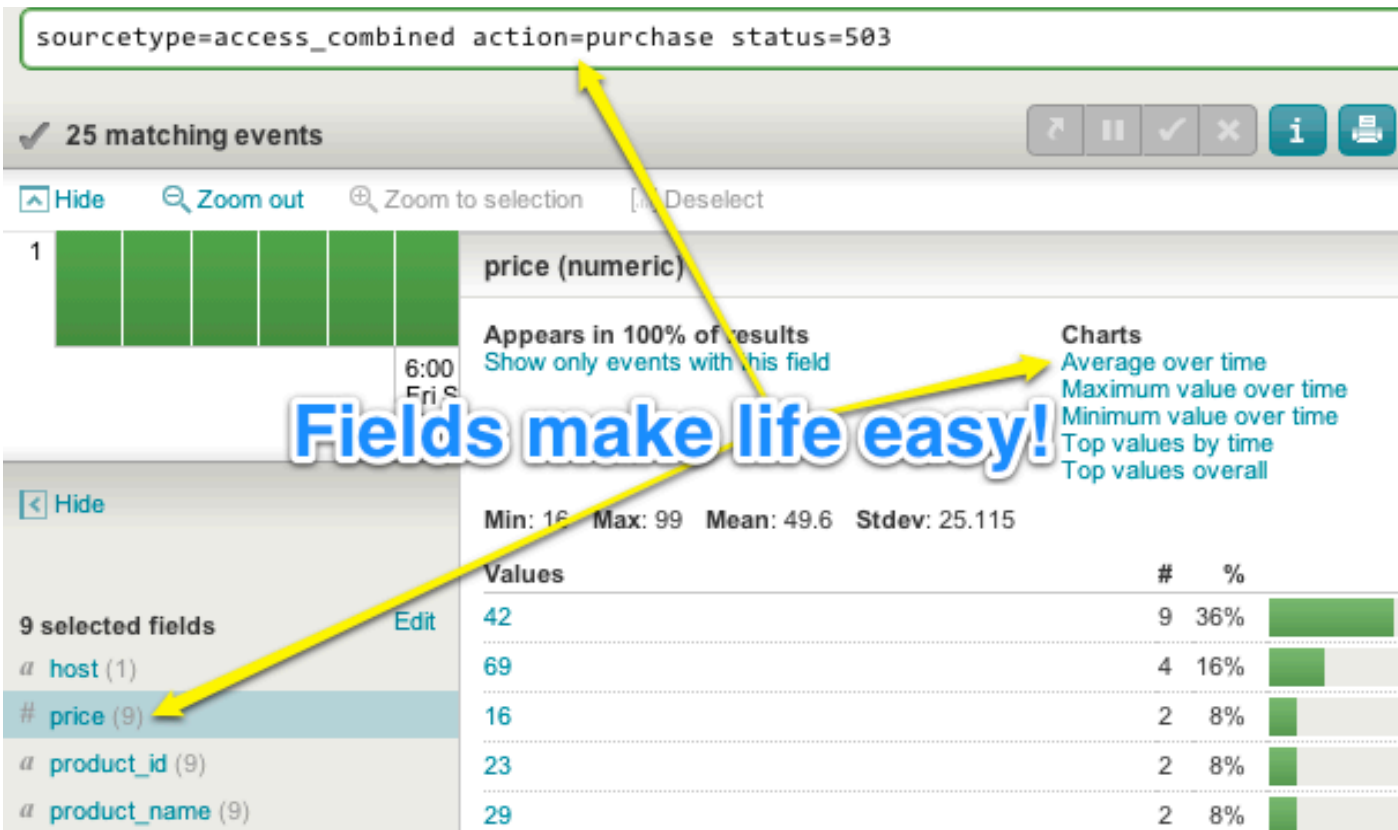 sourcetype=access_combined action=purchase status=503
25 matching events
Hide Zoom out Zoom to selection Deselect
1
6:00
Fri S
price (numeric)
Appears in 100% of results
Show only events with this field
Charts
Average over time
Maximum value over time
Minimum value over time
Top values by time
Top values overall
Fields make life easy!
Hide
Min: 16 Max: 99 Mean: 49.6 Stdev: 25.115
Values # %
42 9 36%
69 4 16%
16 2 8%
23 2 8%
29 2 8%
9 selected fields Edit
a host (1)
# price (9)
a product_id (9)
a product_name (9)